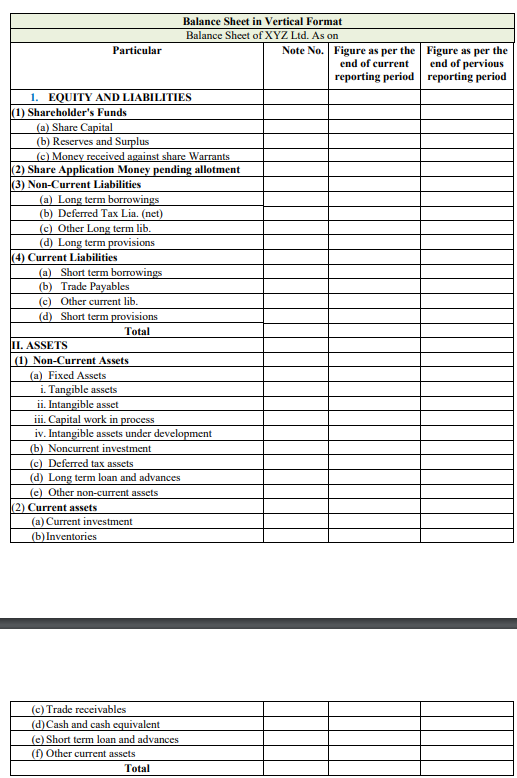 Balance Sheet in Vertical Format
Balance Sheet of XYZ Ltd. As on
Particular Note No. Figure as per the end of current reporting period Figure as per the end of pervious reporting period
1. EQUITY AND LIABILITIES
(1) Shareholder's Funds
(a) Share Capital
(b) Reserves and Surplus
(c) Money received against share Warrants
(2) Share Application Money pending allotment
(3) Non-Current Liabilities
(a) Long term borrowings
(b) Deferred Tax Lia. (net)
(c) Other Long term lib.
(d) Long term provisions
(4) Current Liabilities
(a) Short term borrowings
(b) Trade Payables
(c) Other current lib.
(d) Short term provisions
Total
II. ASSETS
(1) Non-Current Assets
(a) Fixed Assets
i. Tangible assets
ii. Intangible asset
iii. Capital work in process
iv. Intangible assets under development
(b) Noncurrent investment
(c) Deferred tax assets
(d) Long term loan and advances
(e) Other non-current assets
(2) Current assets
(a) Current investment
(b) Inventories
(c) Trade receivables
(d) Cash and cash equivalent
(e) Short term loan and advances
(f) Other current assets
Total